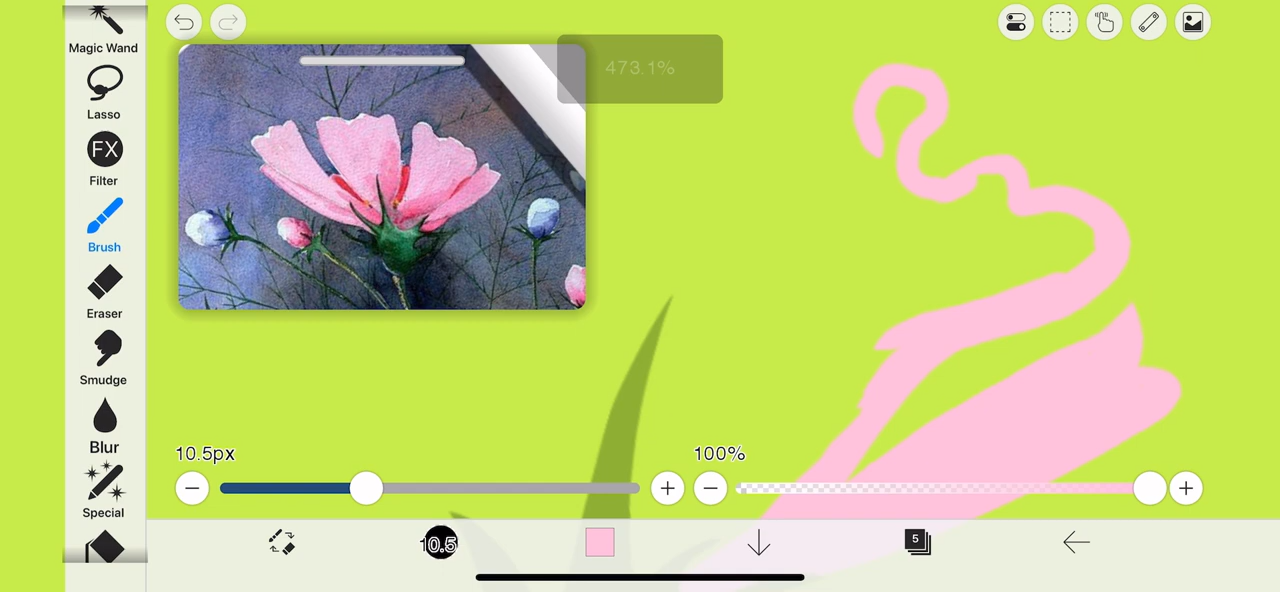 Magic Wand
Lasso
FX
Filter
Brush
Eraser
Smudge
Blur
Special
473.1%
10.5px
100%
10.5
5